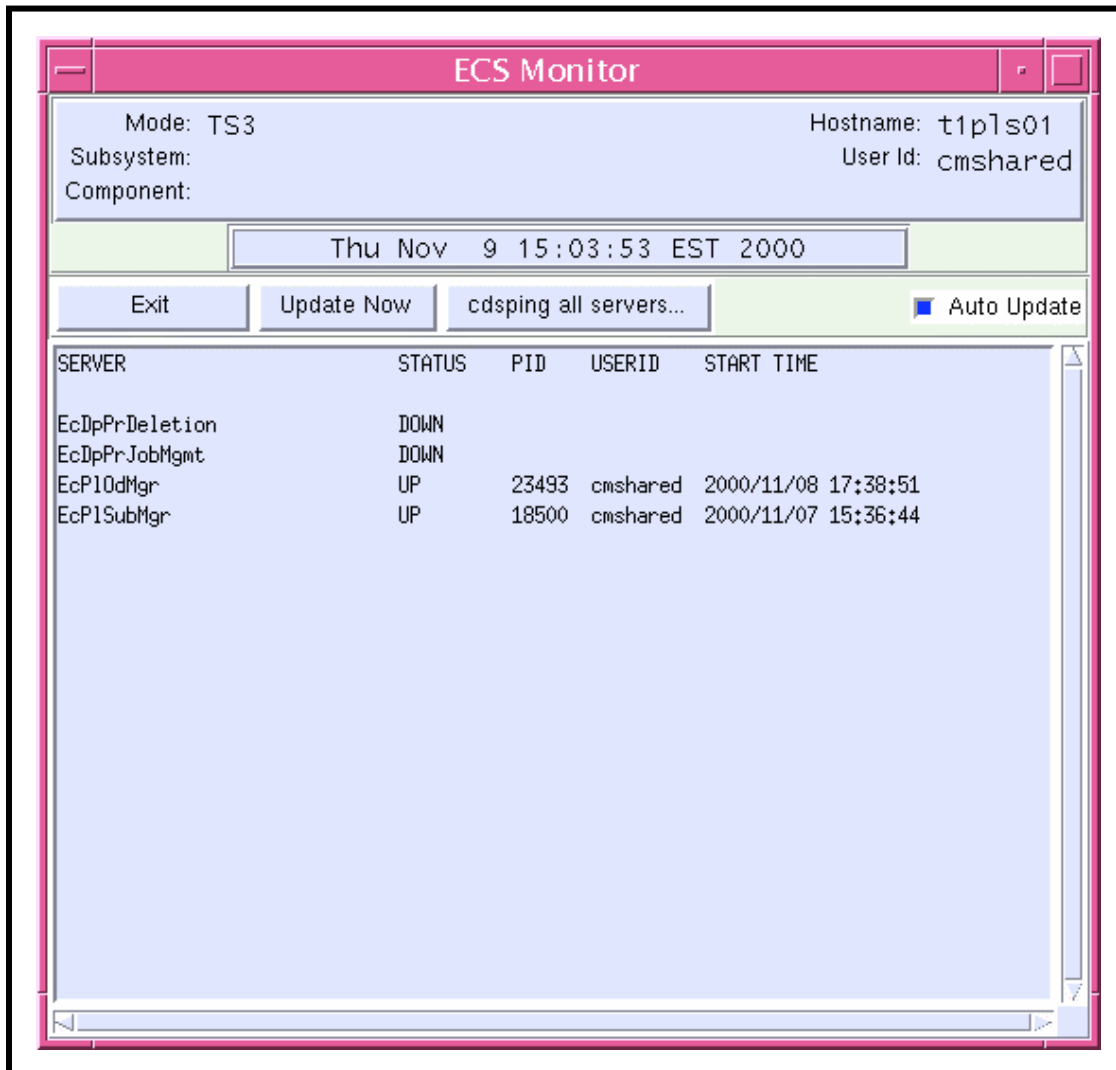 ECS Monitor
Mode: TS3
Hostname: t1pls01
Subsystem:
User Id: cmshared
Component:
Thu Nov  9 15:03:53 EST 2000
Exit
Update Now
cdsping all servers...
Auto Update
SERVER STATUS PID USERID START TIME
EcDpPrDeletion DOWN
EcDpPrJobMgmt DOWN
EcPlOdMgr UP 23493 cmshared 2000/11/08 17:38:51
EcPlSubMgr UP 18500 cmshared 2000/11/07 15:36:44